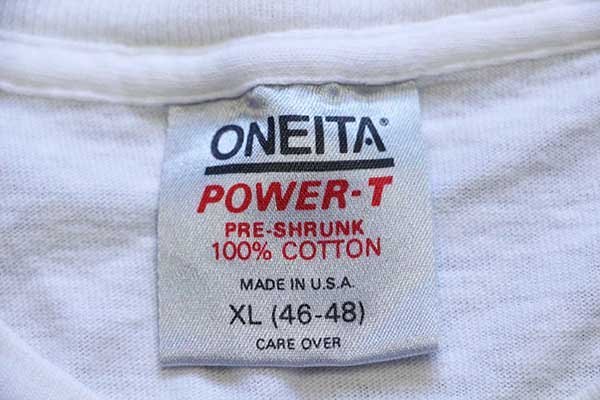 ONEITA®
POWER-T
PRE-SHRUNK
100% COTTON
MADE IN U.S.A.
XL (46-48)
CARE OVER